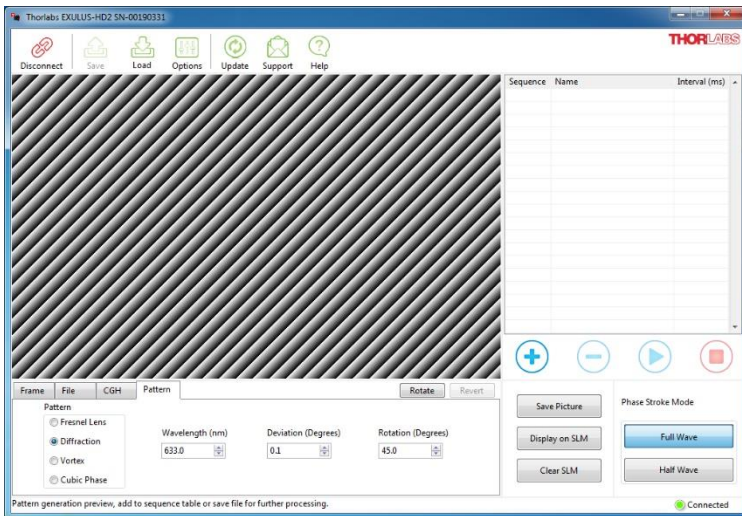 Thorlabs EXULUS-HD2 SN-00190331
THORLABS
Disconnect Save Load Options Update Support Help
Sequence Name Interval (ms)
Frame File CGH Pattern Rotate Revert
Pattern
Fresnel Lens
Diffraction
Vortex
Cubic Phase
Wavelength (nm) Deviation (Degrees) Rotation (Degrees)
633.0 0.1 45.0
Save Picture
Display on SLM
Clear SLM
Phase Stroke Mode
Full Wave
Half Wave
Pattern generation preview, add to sequence table or save file for further processing.
Connected